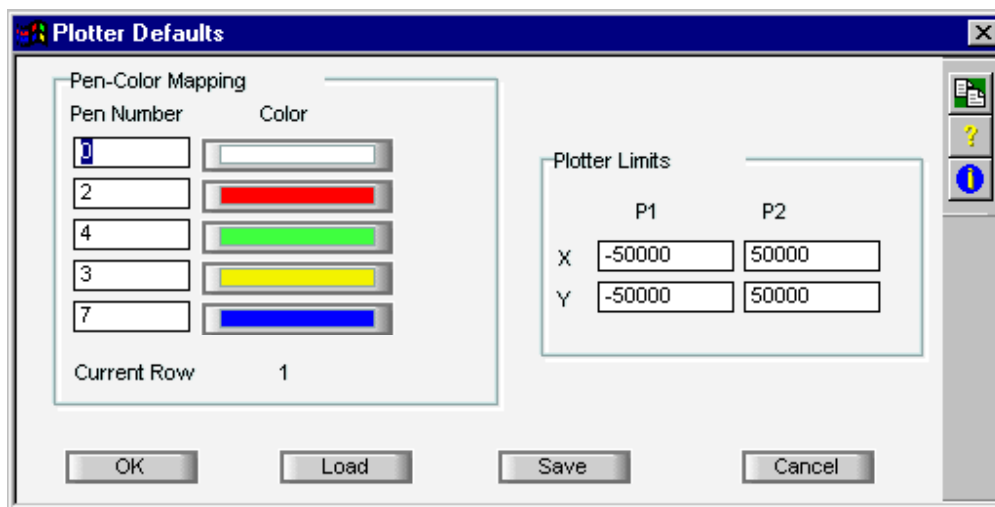 Plotter Defaults
Pen-Color Mapping
Pen Number Color
0
2
4
3
7
Current Row 1
Plotter Limits
P1 P2
X -50000 50000
Y -50000 50000
OK Load Save Cancel
?
i